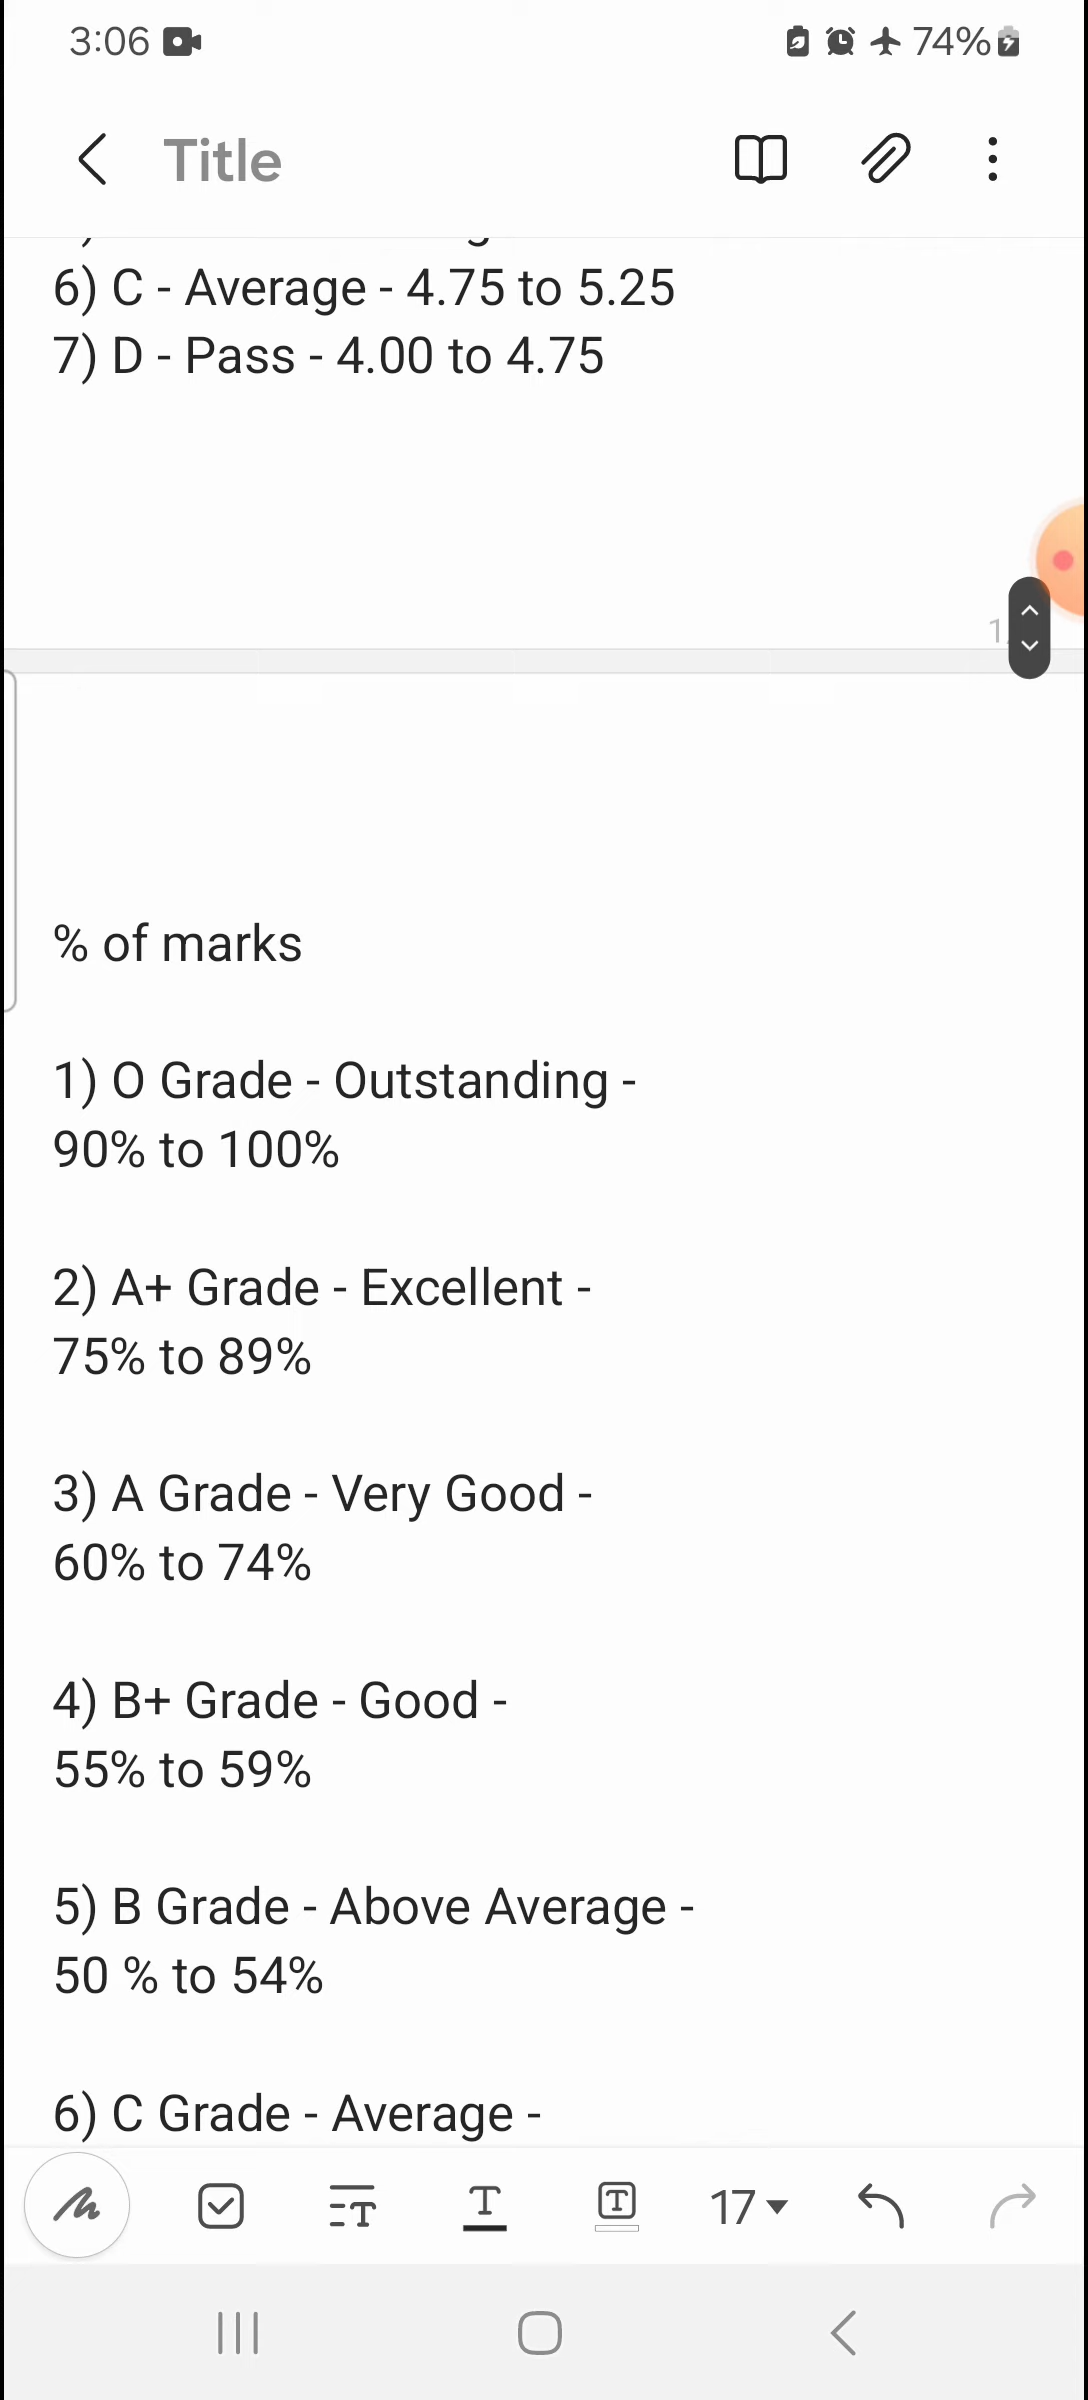 3:06
74%
Title
6) C - Average - 4.75 to 5.25
7) D - Pass - 4.00 to 4.75
1
% of marks
1) O Grade - Outstanding -
90% to 100%
2) A+ Grade - Excellent -
75% to 89%
3) A Grade - Very Good -
60% to 74%
4) B+ Grade - Good -
55% to 59%
5) B Grade - Above Average -
50 % to 54%
6) C Grade - Average -
17